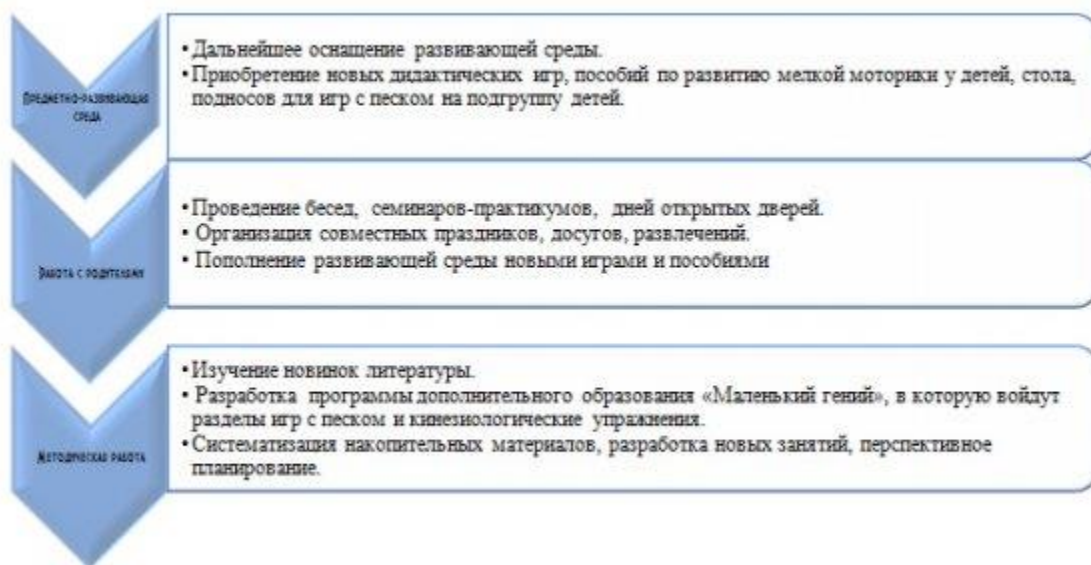 ПРЕДМЕТНО-РАЗВИВАЮЩАЯ
СРЕДА
•Дальнейшее оснащение развивающей среды.
•Приобретение новых дидактических игр, пособий по развитию мелкой моторики у детей, стола,
подносов для игр с песком на подгруппу детей.
РАБОТА С РОДИТЕЛЯМИ
•Проведение бесед, семинаров-практикумов, дней открытых дверей.
•Организация совместных праздников, досугов, развлечений.
•Пополнение развивающей среды новыми играми и пособиями
МЕТОДИЧЕСКАЯ РАБОТА
•Изучение новинок литературы.
•Разработка программы дополнительного образования «Маленький гений», в которую войдут
разделы игр с песком и кинезиологические упражнения.
•Систематизация накопительных материалов, разработка новых занятий, перспективное
планирование.